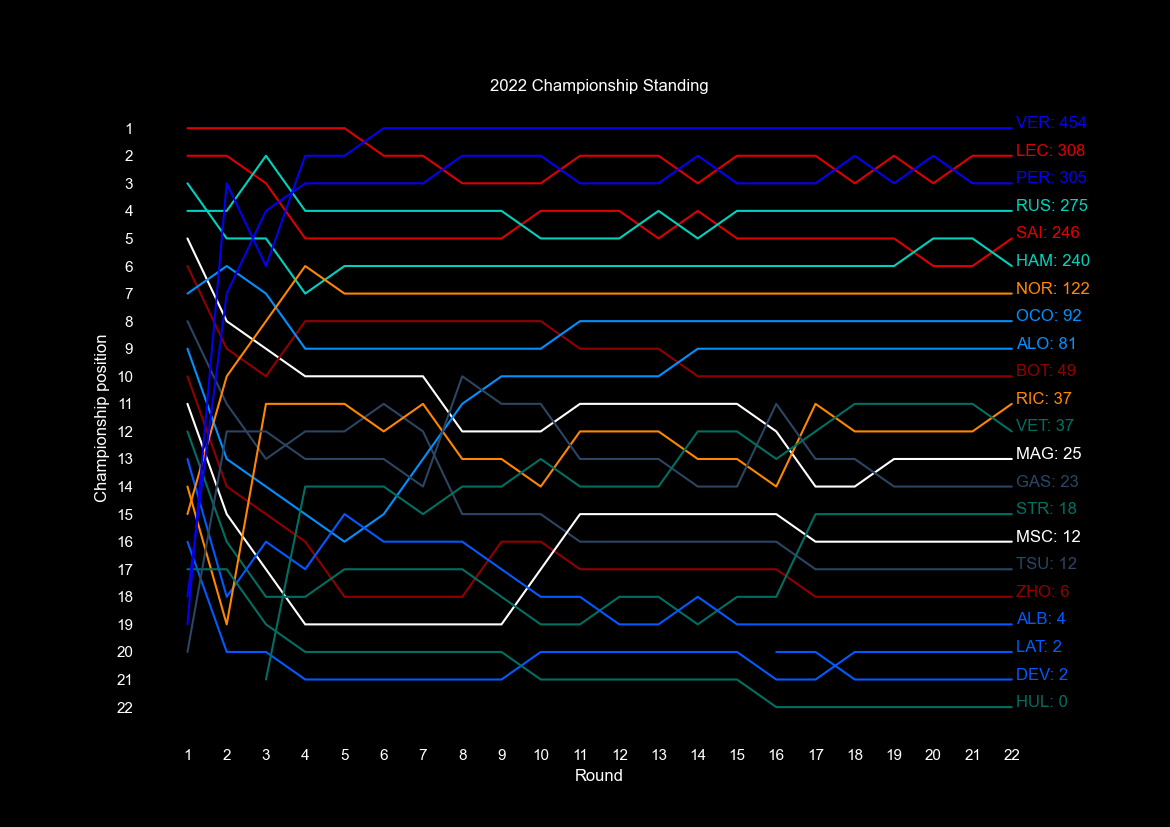 2022 Championship Standing
Championship position
1
2
3
4
5
6
7
8
9
10
11
12
13
14
15
16
17
18
19
20
21
22
VER: 454
LEC: 308
PER: 305
RUS: 275
SAI: 246
HAM: 240
NOR: 122
OCO: 92
ALO: 81
BOT: 49
RIC: 37
VET: 37
MAG: 25
GAS: 23
STR: 18
MSC: 12
TSU: 12
ZHO: 6
ALB: 4
LAT: 2
DEV: 2
HUL: 0
1 2 3 4 5 6 7 8 9 10 11 12 13 14 15 16 17 18 19 20 21 22
Round